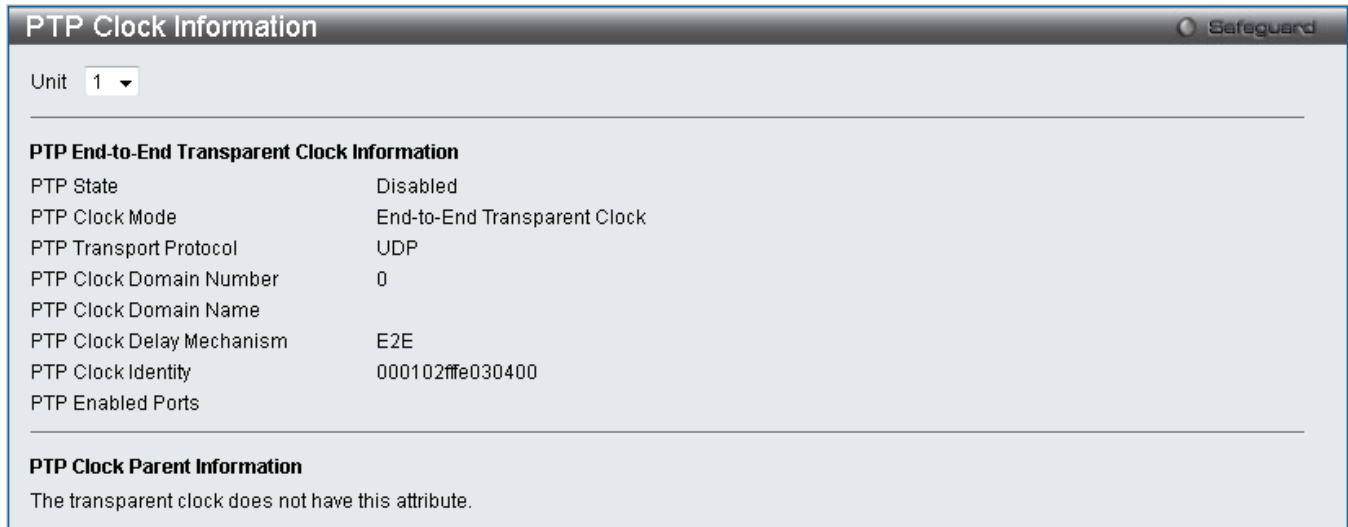 PTP Clock Information
Safeguard
Unit 1
PTP End-to-End Transparent Clock Information
PTP State Disabled
PTP Clock Mode End-to-End Transparent Clock
PTP Transport Protocol UDP
PTP Clock Domain Number 0
PTP Clock Domain Name
PTP Clock Delay Mechanism E2E
PTP Clock Identity 000102fffe030400
PTP Enabled Ports
PTP Clock Parent Information
The transparent clock does not have this attribute.